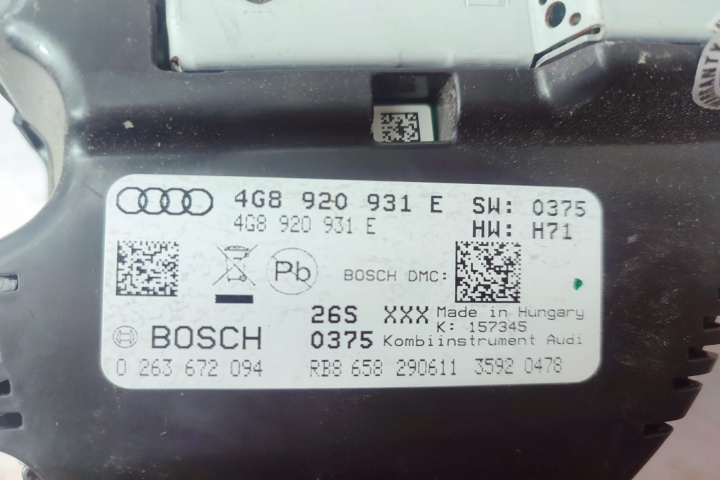 4G8 920 931 E SW: 0375
4G8 920 931 E HW: H71
Pb BOSCH DMC:
26S XXX Made in Hungary
K: 157345
BOSCH 0375 Kombiinstrument Audi
0 263 672 094 RB8 658 290611 3592 0478